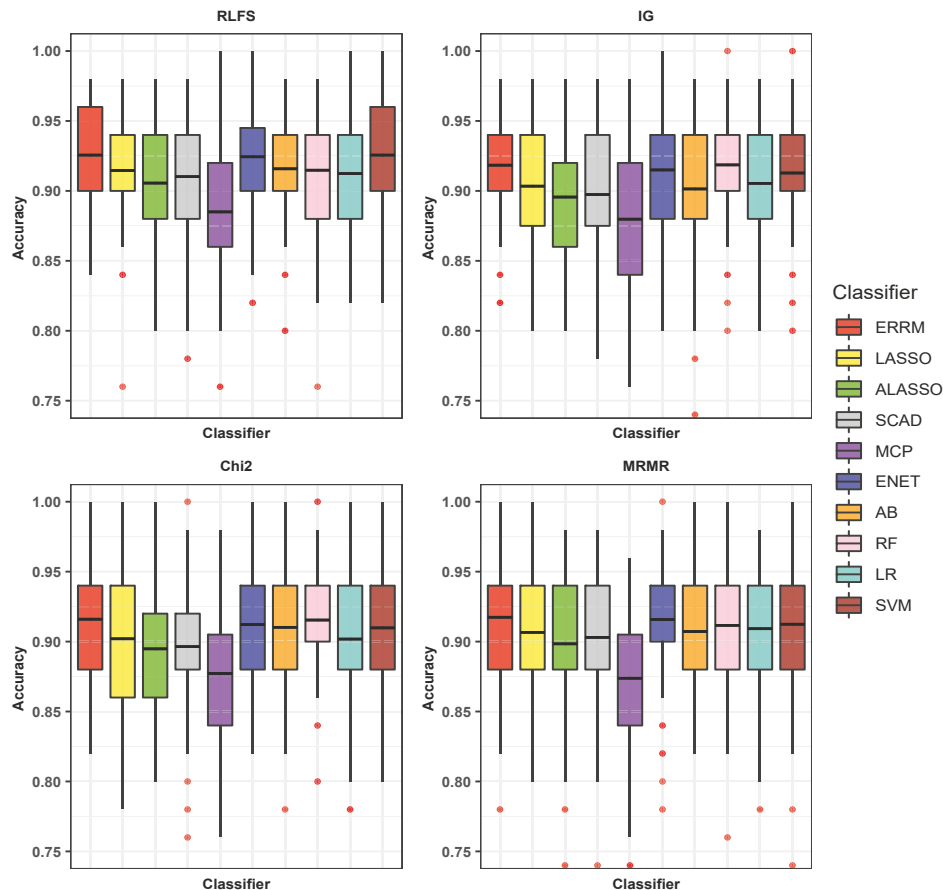 RLFS
1.00
0.95
0.90
0.85
0.80
0.75
Accuracy
Classifier
IG
1.00
0.95
0.90
0.85
0.80
0.75
Accuracy
Classifier
Chi2
1.00
0.95
0.90
0.85
0.80
0.75
Accuracy
Classifier
MRMR
1.00
0.95
0.90
0.85
0.80
0.75
Accuracy
Classifier
Classifier
ERRM
LASSO
ALASSO
SCAD
MCP
ENET
AB
RF
LR
SVM